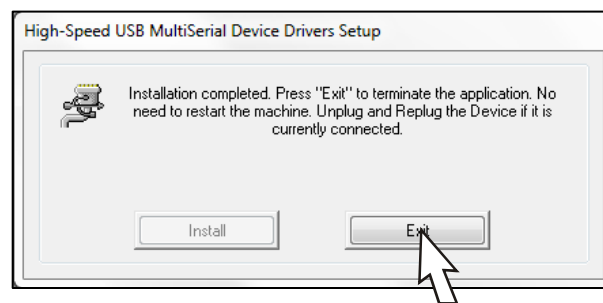 High-Speed USB MultiSerial Device Drivers Setup
Installation completed. Press "Exit" to terminate the application. No
need to restart the machine. Unplug and Replug the Device if it is
currently connected.
Install
Exit